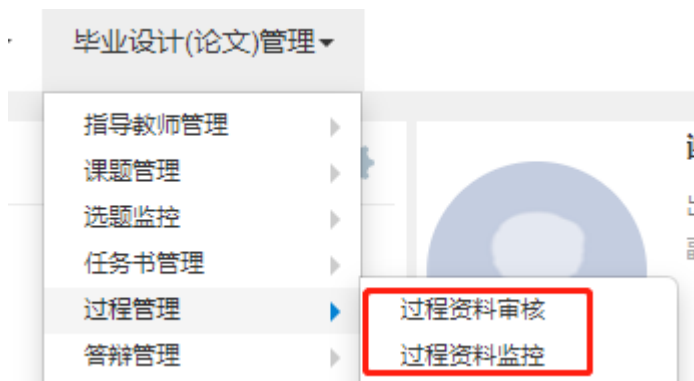 毕业设计(论文)管理
指导教师管理
课题管理
选题监控
任务书管理
过程管理
过程资料审核
答辩管理
过程资料监控